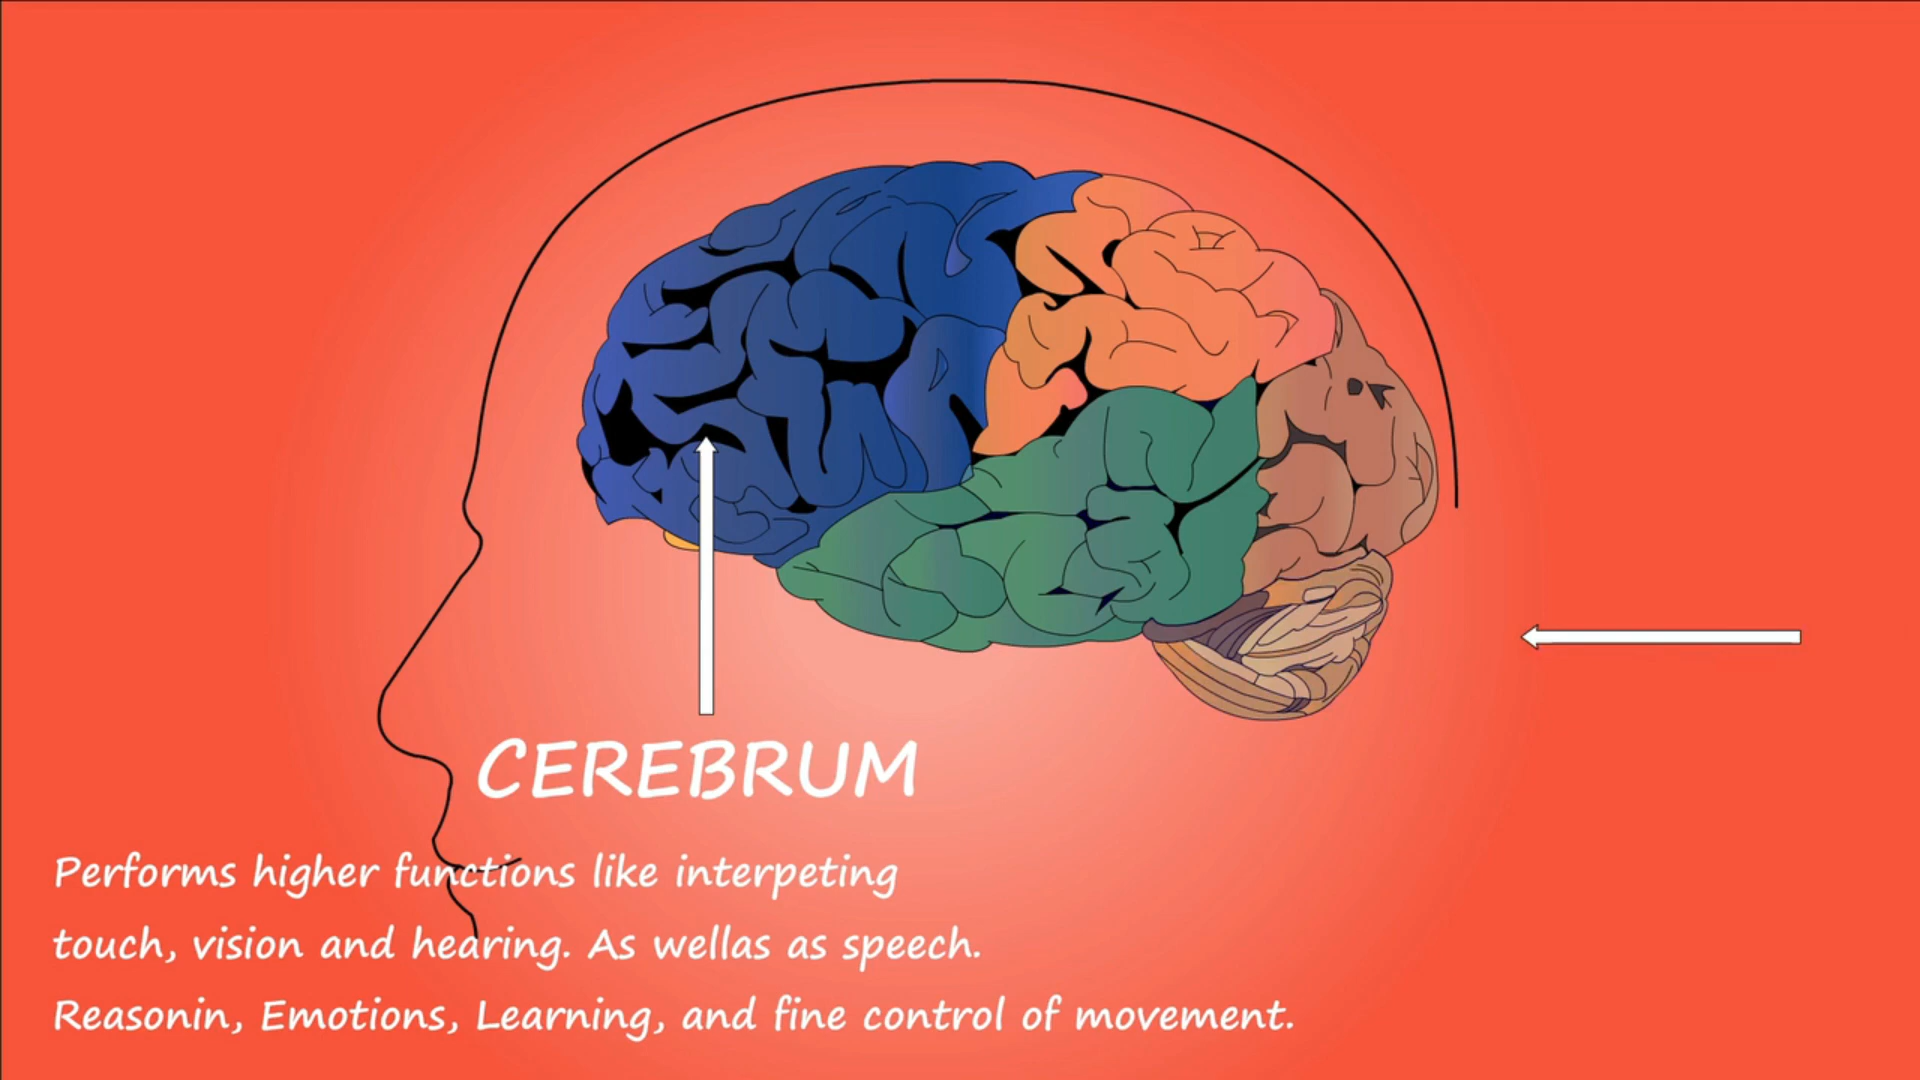 CEREBRUM
Performs higher functions like interpeting
touch, vision and hearing. As wellas as speech.
Reasonin, Emotions, Learning, and fine control of movement.